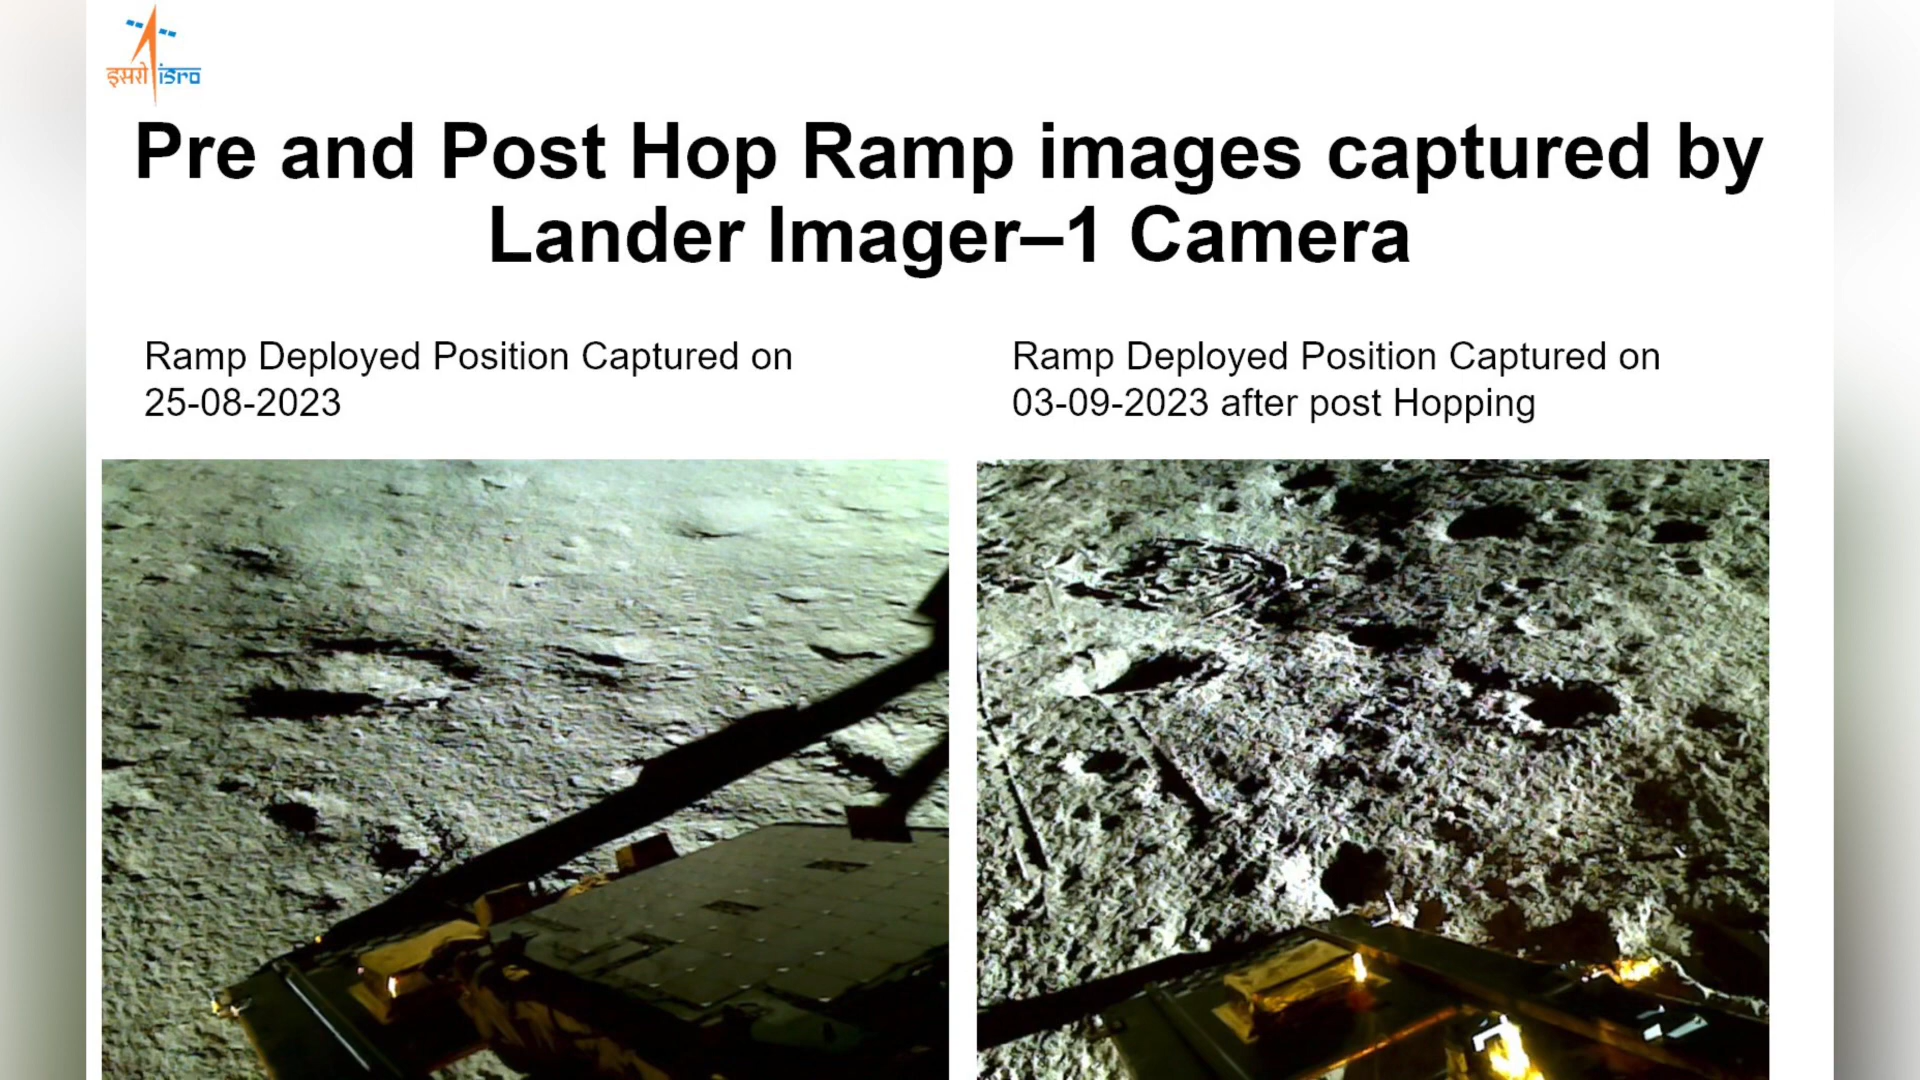 इसरो isro
Pre and Post Hop Ramp images captured by
Lander Imager–1 Camera
Ramp Deployed Position Captured on
25-08-2023
Ramp Deployed Position Captured on
03-09-2023 after post Hopping